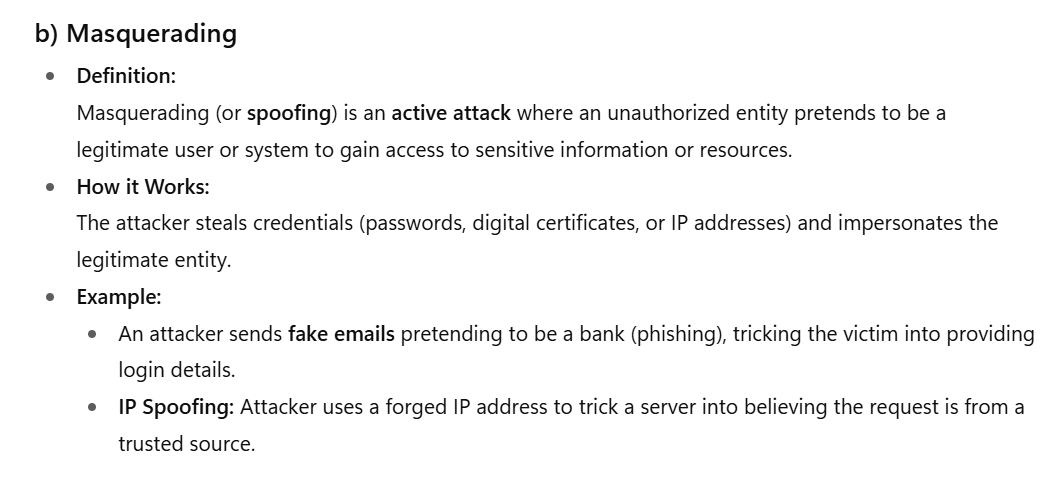 b) Masquerading
Definition:
Masquerading (or spoofing) is an active attack where an unauthorized entity pretends to be a
legitimate user or system to gain access to sensitive information or resources.
How it Works:
The attacker steals credentials (passwords, digital certificates, or IP addresses) and impersonates the
legitimate entity.
Example:
An attacker sends fake emails pretending to be a bank (phishing), tricking the victim into providing
login details.
IP Spoofing: Attacker uses a forged IP address to trick a server into believing the request is from a
trusted source.